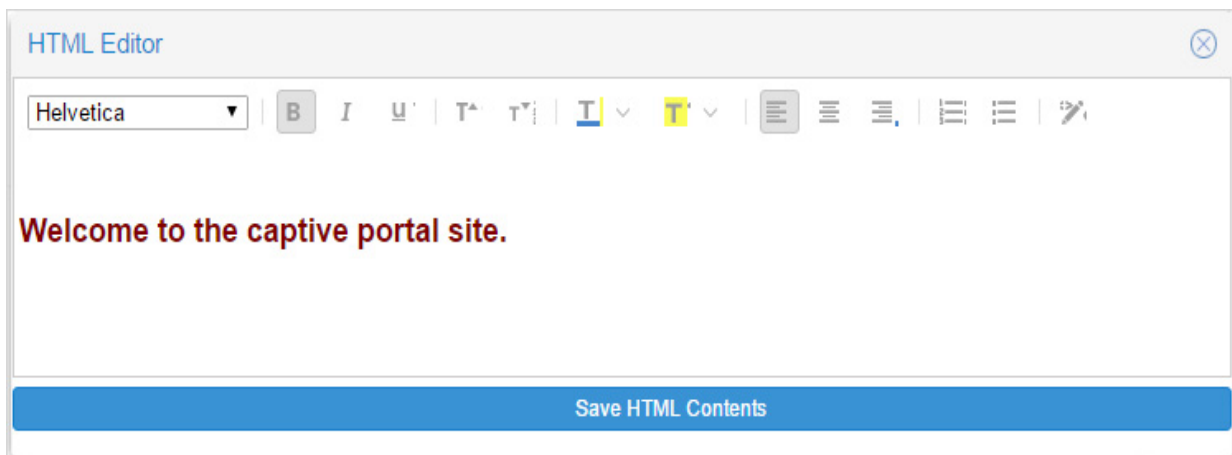 HTML Editor
Helvetica B I U T T T T
Welcome to the captive portal site.
Save HTML Contents